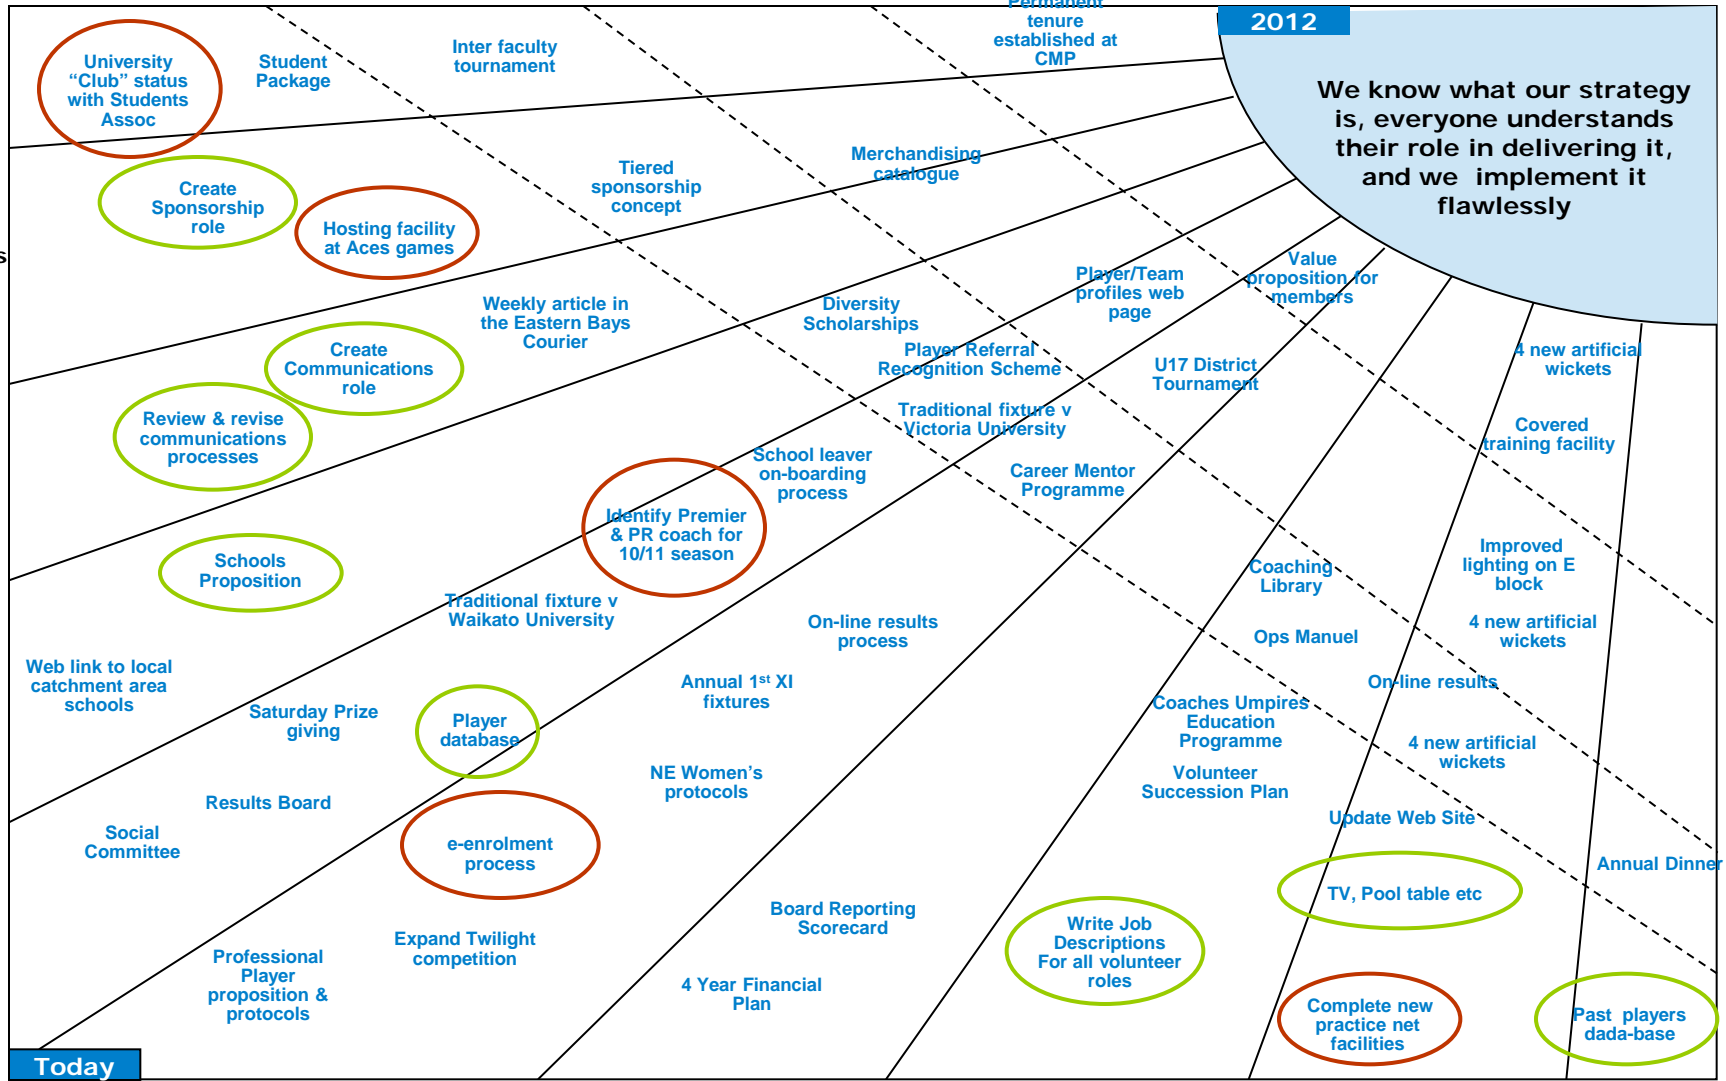 Permanent
tenure
established at
CMP
2012
We know what our strategy
is, everyone understands
their role in delivering it,
and we implement it
flawlessly
University
“Club” status
with Students
Assoc
Student
Package
Inter faculty
tournament
Create
Sponsorship
role
Hosting facility
at Aces games
Tiered
sponsorship
concept
Merchandising
catalogue
s
Weekly article in
the Eastern Bays
Courier
Create
Communications
role
Review & revise
communications
processes
Diversity
Scholarships
Player/Team
profiles web
page
Value
proposition for
members
Player Referral
Recognition Scheme
U17 District
Tournament
4 new artificial
wickets
Traditional fixture v
Victoria University
Covered
training facility
School leaver
on-boarding
process
Career Mentor
Programme
Identify Premier
& PR coach for
10/11 season
Schools
Proposition
Coaching
Library
Improved
lighting on E
block
Traditional fixture v
Waikato University
On-line results
process
Ops Manuel
4 new artificial
wickets
Web link to local
catchment area
schools
Annual 1st XI
fixtures
On-line results
Saturday Prize
giving
Player
database
Coaches Umpires
Education
Programme
4 new artificial
wickets
NE Women’s
protocols
Volunteer
Succession Plan
Results Board
Update Web Site
Social
Committee
e-enrolment
process
Annual Dinner
TV, Pool table etc
Board Reporting
Scorecard
Write Job
Descriptions
For all volunteer
roles
Expand Twilight
competition
Professional
Player
proposition &
protocols
4 Year Financial
Plan
Complete new
practice net
facilities
Past players
dada-base
Today